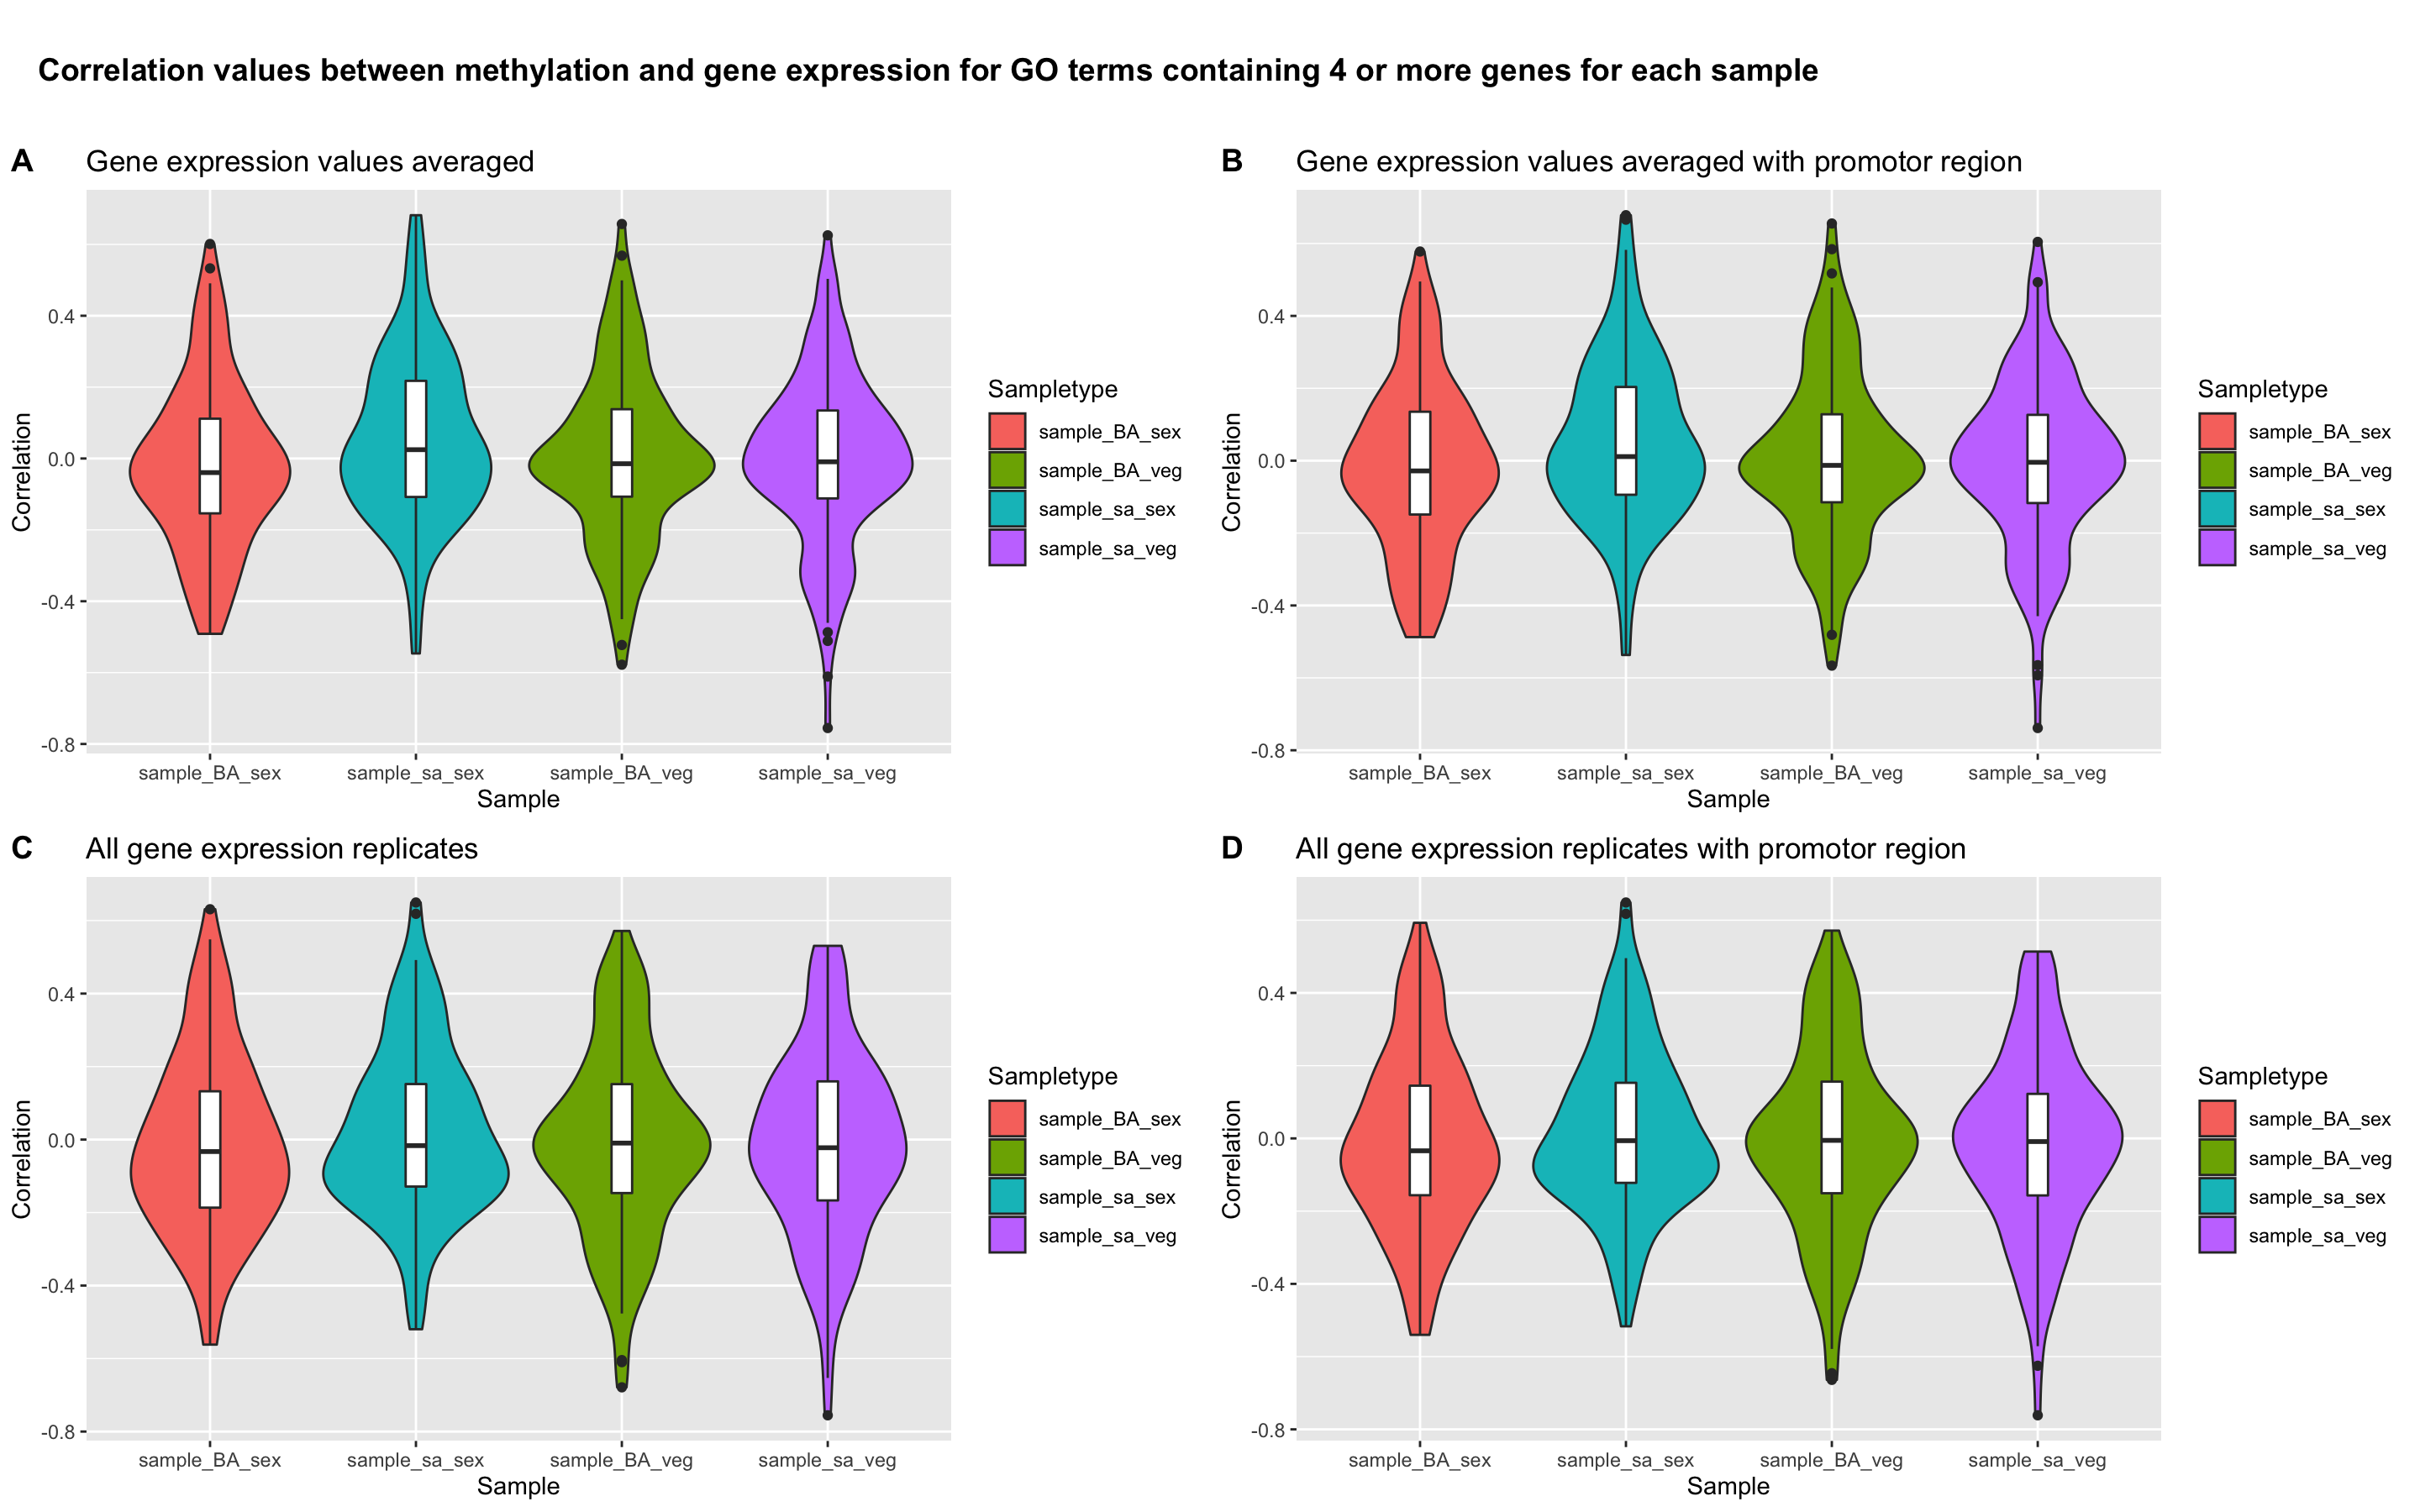 Correlation values between methylation and gene expression for GO terms containing 4 or more genes for each sample
A Gene expression values averaged
Correlation
0.4
0.0
-0.4
-0.8
sample_BA_sex sample_sa_sex sample_BA_veg sample_sa_veg
Sample
Sampletype
sample_BA_sex
sample_BA_veg
sample_sa_sex
sample_sa_veg
B Gene expression values averaged with promotor region
Correlation
0.4
0.0
-0.4
-0.8
sample_BA_sex sample_sa_sex sample_BA_veg sample_sa_veg
Sample
Sampletype
sample_BA_sex
sample_BA_veg
sample_sa_sex
sample_sa_veg
C All gene expression replicates
Correlation
0.4
0.0
-0.4
-0.8
sample_BA_sex sample_sa_sex sample_BA_veg sample_sa_veg
Sample
Sampletype
sample_BA_sex
sample_BA_veg
sample_sa_sex
sample_sa_veg
D All gene expression replicates with promotor region
Correlation
0.4
0.0
-0.4
-0.8
sample_BA_sex sample_sa_sex sample_BA_veg sample_sa_veg
Sample
Sampletype
sample_BA_sex
sample_BA_veg
sample_sa_sex
sample_sa_veg